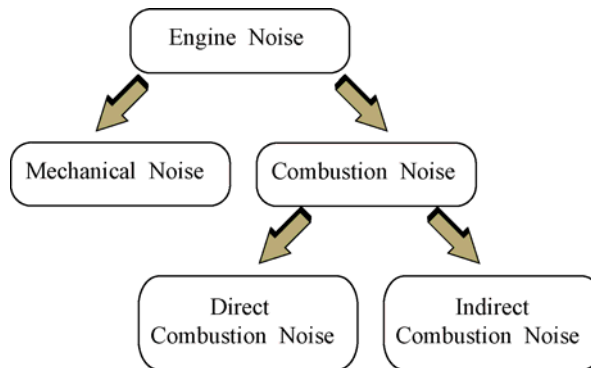 Engine Noise
Mechanical Noise
Combustion Noise
Direct
Combustion Noise
Indirect
Combustion Noise